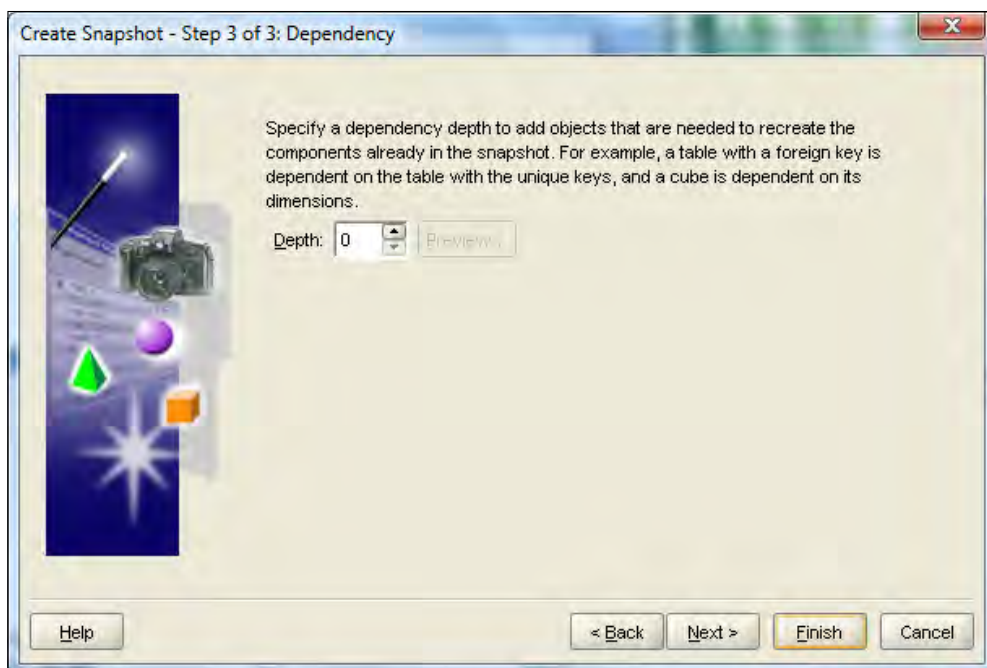 Create Snapshot - Step 3 of 3: Dependency
Specify a dependency depth to add objects that are needed to recreate the
components already in the snapshot. For example, a table with a foreign key is
dependent on the table with the unique keys, and a cube is dependent on its
dimensions.
Depth: 0 Preview...
Help < Back Next > Finish Cancel